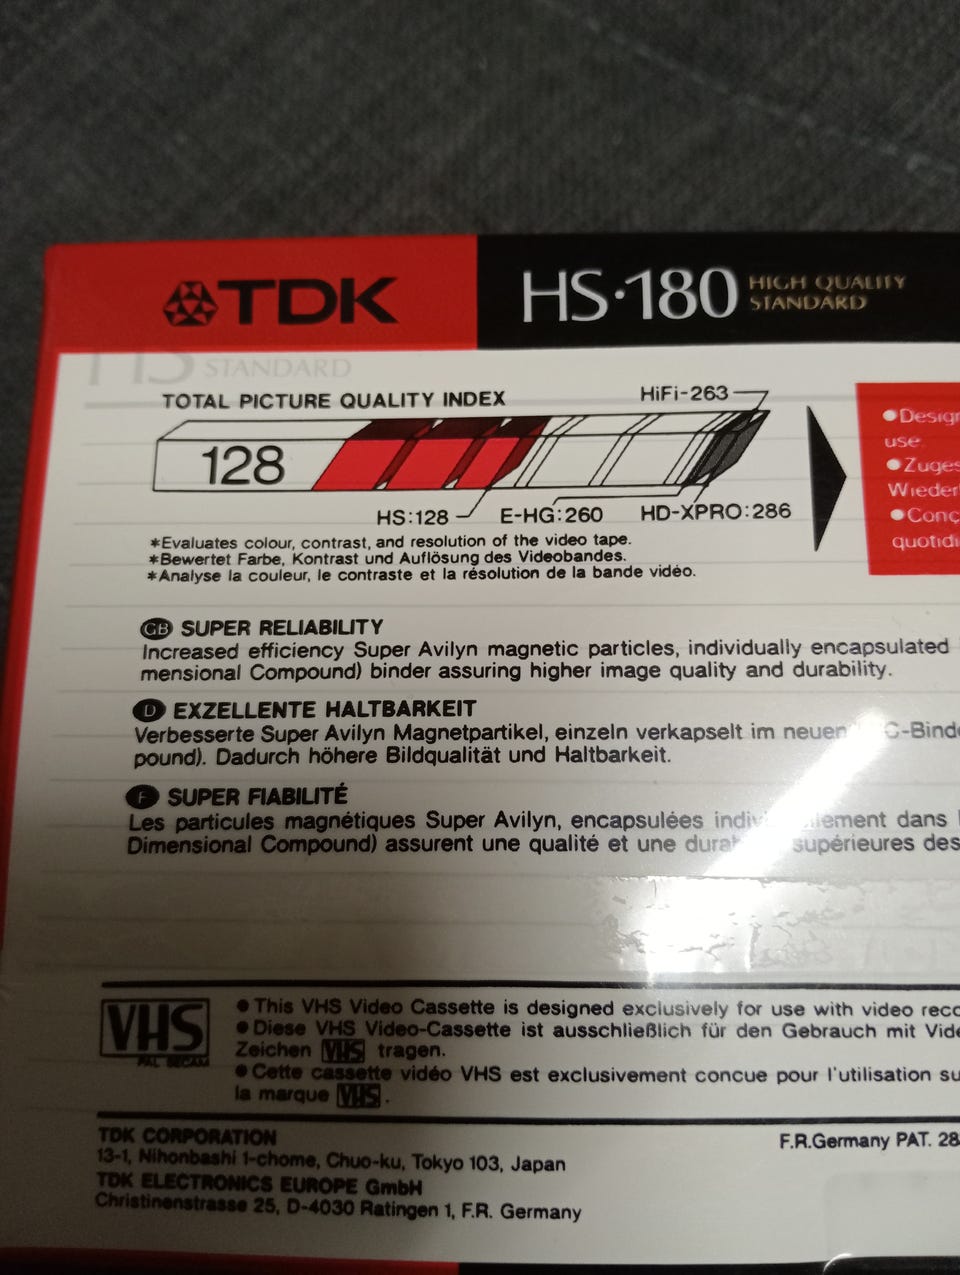 TDK HS·180 HIGH QUALITY STANDARD
HS STANDARD
TOTAL PICTURE QUALITY INDEX
HiFi-263
128
HS:128 E-HG:260 HD-XPRO:286
*Evaluates colour, contrast, and resolution of the video tape.
*Bewertet Farbe, Kontrast und Auflösung des Videobandes.
*Analyse la couleur, le contraste et la résolution de la bande vidéo.
●Design
use.
●Zuges
Wieder
●Conç
quotidi
GB SUPER RELIABILITY
Increased efficiency Super Avilyn magnetic particles, individually encapsulated
mensional Compound) binder assuring higher image quality and durability.
D EXZELLENTE HALTBARKEIT
Verbesserte Super Avilyn Magnetpartikel, einzeln verkapselt im neuen C-Binde
pound). Dadurch höhere Bildqualität und Haltbarkeit.
F SUPER FIABILITÉ
Les particules magnétiques Super Avilyn, encapsulées dans
Dimensional Compound) assurent une qualité et une supérieures des
VHS
PAL SECAM
●This VHS Video Cassette is designed exclusively for use with video reco
●Diese VHS Video-Cassette ist ausschließlich für den Gebrauch mit Vide
Zeichen VHS tragen.
●Cette cassette vidéo VHS est exclusivement concue pour l'utilisation su
la marque VHS.
TDK CORPORATION
13-1, Nihonbashi 1-chome, Chuo-ku, Tokyo 103, Japan
TDK ELECTRONICS EUROPE GmbH
Christinenstrasse 25, D-4030 Ratingen 1, F.R. Germany
F.R.Germany PAT. 28